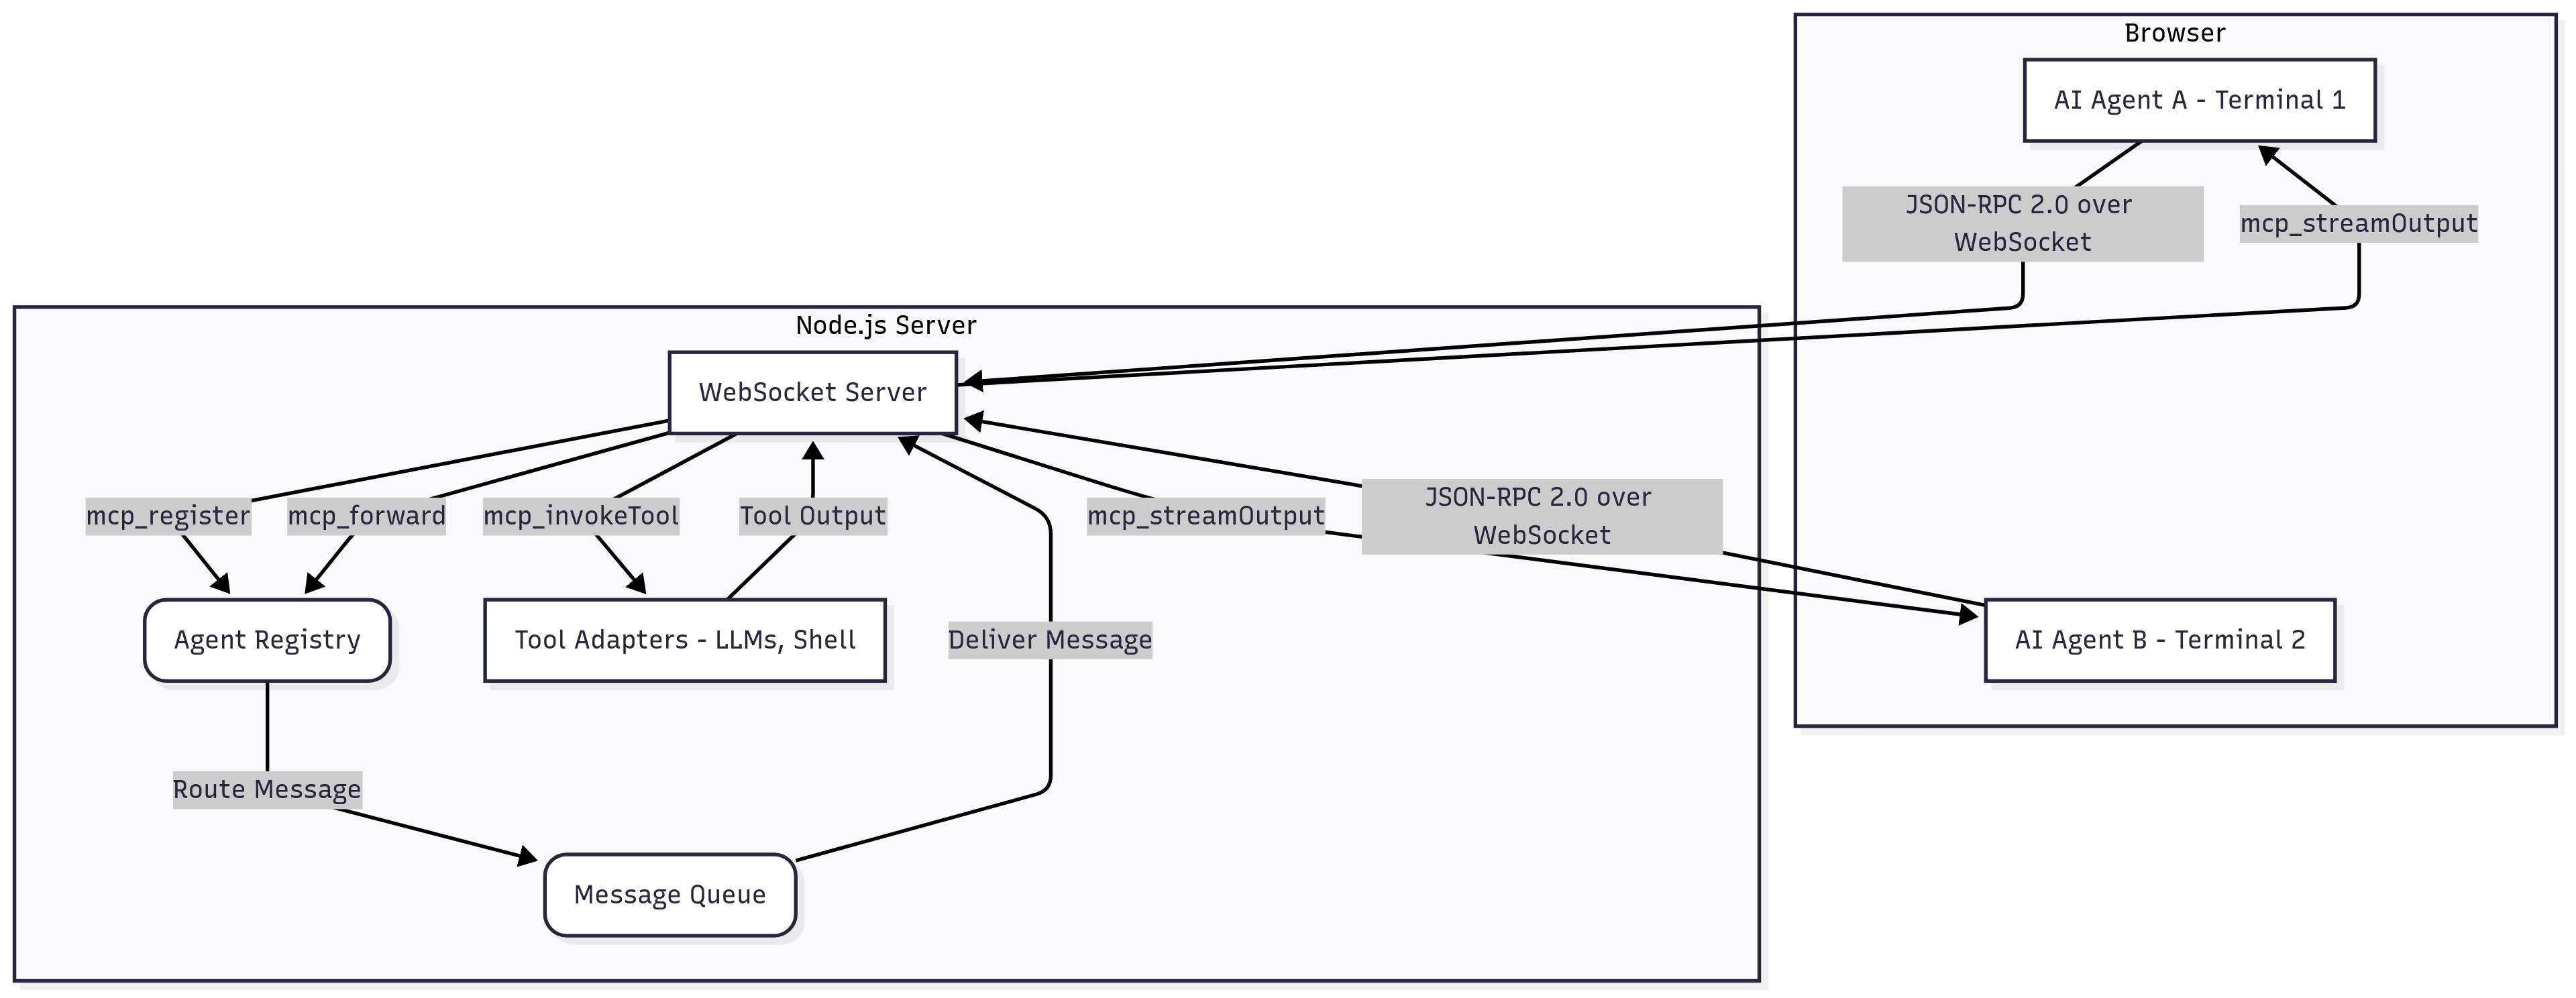 Browser
AI Agent A - Terminal 1
JSON-RPC 2.0 over
WebSocket
mcp_streamOutput
Node.js Server
WebSocket Server
mcp_register
mcp_forward
mcp_invokeTool
Tool Output
mcp_streamOutput
JSON-RPC 2.0 over
WebSocket
Agent Registry
Tool Adapters - LLMs, Shell
Deliver Message
AI Agent B - Terminal 2
Route Message
Message Queue